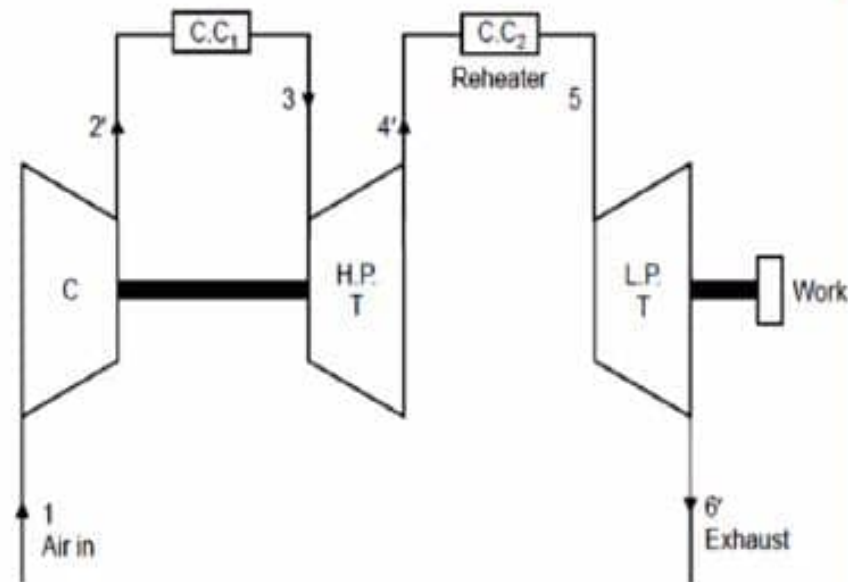 C.C₁
C.C₂
Reheater
3
5
2'
4'
C
H.P.
T
L.P.
T
Work
1
Air in
6'
Exhaust